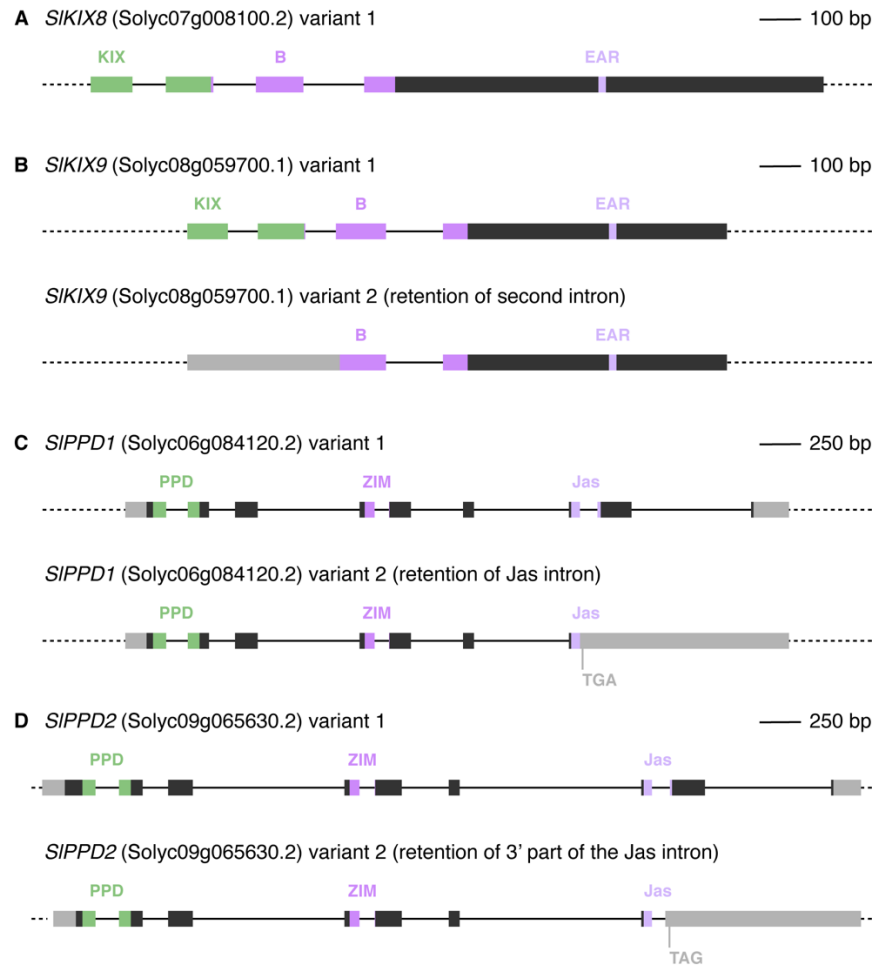 A SlKIX8 (Solyc07g008100.2) variant 1 100 bp
KIX B EAR
B SlKIX9 (Solyc08g059700.1) variant 1 100 bp
KIX B EAR
SlKIX9 (Solyc08g059700.1) variant 2 (retention of second intron)
B EAR
C SlPPD1 (Solyc06g084120.2) variant 1 250 bp
PPD ZIM Jas
SlPPD1 (Solyc06g084120.2) variant 2 (retention of Jas intron)
PPD ZIM Jas
TGA
D SlPPD2 (Solyc09g065630.2) variant 1 250 bp
PPD ZIM Jas
SlPPD2 (Solyc09g065630.2) variant 2 (retention of 3’ part of the Jas intron)
PPD ZIM Jas
TAG